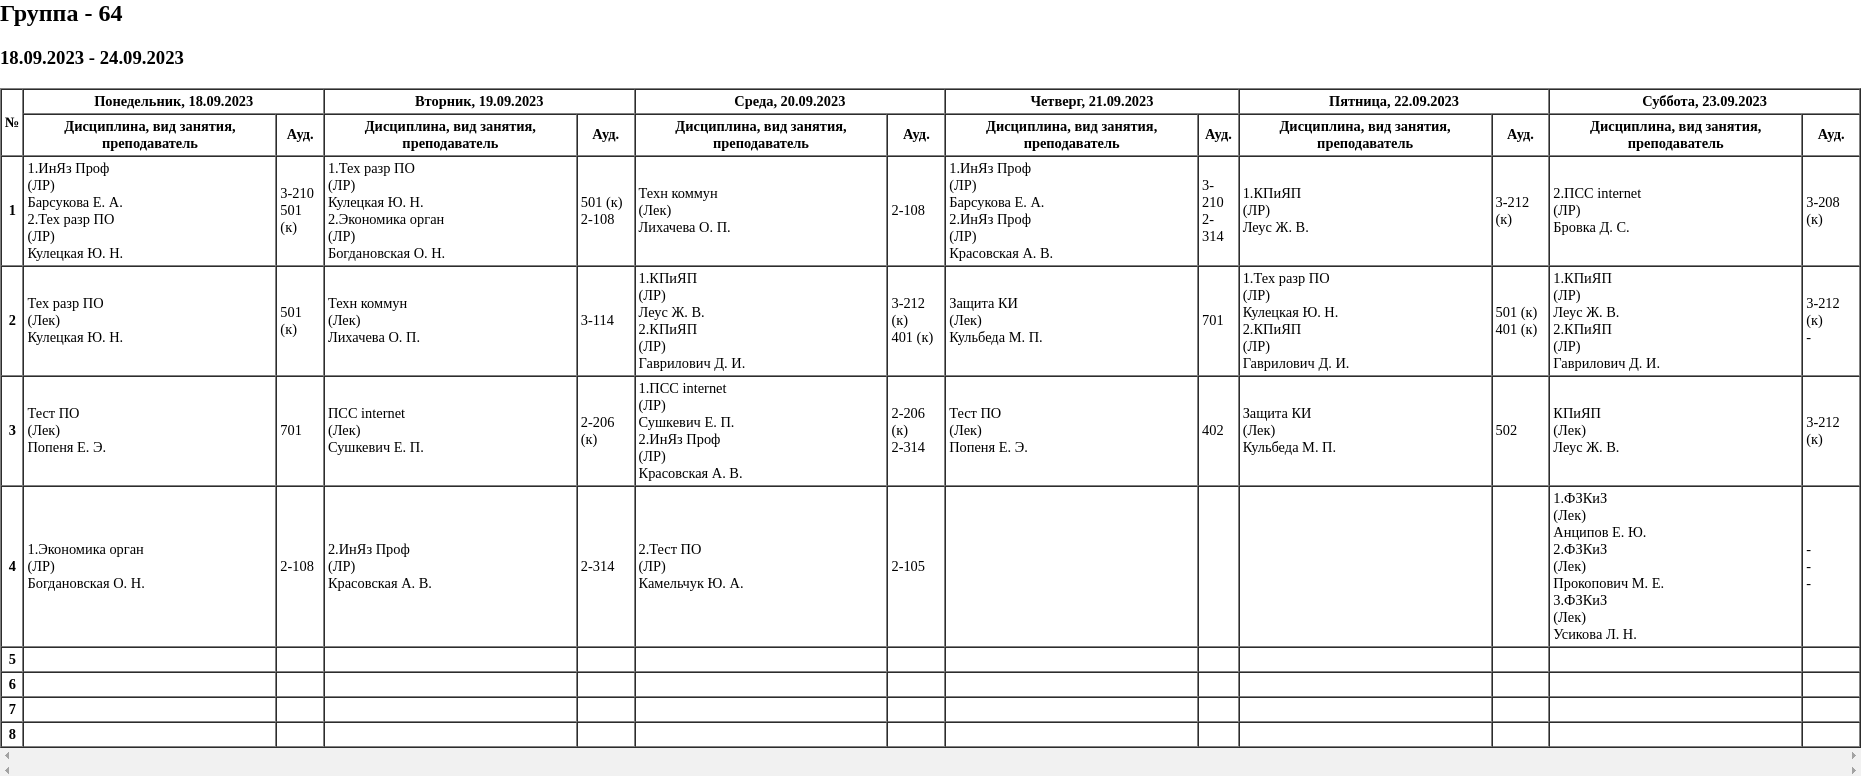 Группа - 64
18.09.2023 - 24.09.2023
№
Понедельник, 18.09.2023
Вторник, 19.09.2023
Среда, 20.09.2023
Четверг, 21.09.2023
Пятница, 22.09.2023
Суббота, 23.09.2023
Дисциплина, вид занятия,
преподаватель
Ауд.
Дисциплина, вид занятия,
преподаватель
Ауд.
Дисциплина, вид занятия,
преподаватель
Ауд.
Дисциплина, вид занятия,
преподаватель
Ауд.
Дисциплина, вид занятия,
преподаватель
Ауд.
Дисциплина, вид занятия,
преподаватель
Ауд.
1
1.ИнЯз Проф
(ЛР)
Барсукова Е. А.
2.Тех разр ПО
(ЛР)
Кулецкая Ю. Н.
3-210
501
(к)
1.Тех разр ПО
(ЛР)
Кулецкая Ю. Н.
2.Экономика орган
(ЛР)
Богдановская О. Н.
501 (к)
2-108
Техн коммун
(Лек)
Лихачева О. П.
2-108
1.ИнЯз Проф
(ЛР)
Барсукова Е. А.
2.ИнЯз Проф
(ЛР)
Красовская А. В.
3-
210
2-
314
1.КПиЯП
(ЛР)
Леус Ж. В.
3-212
(к)
2.ПСС internet
(ЛР)
Бровка Д. С.
3-208
(к)
2
Тех разр ПО
(Лек)
Кулецкая Ю. Н.
501
(к)
Техн коммун
(Лек)
Лихачева О. П.
3-114
1.КПиЯП
(ЛР)
Леус Ж. В.
2.КПиЯП
(ЛР)
Гаврилович Д. И.
3-212
(к)
401 (к)
Защита КИ
(Лек)
Кульбеда М. П.
701
1.Тех разр ПО
(ЛР)
Кулецкая Ю. Н.
2.КПиЯП
(ЛР)
Гаврилович Д. И.
501 (к)
401 (к)
1.КПиЯП
(ЛР)
Леус Ж. В.
2.КПиЯП
(ЛР)
Гаврилович Д. И.
3-212
(к)
-
3
Тест ПО
(Лек)
Попеня Е. Э.
701
ПСС internet
(Лек)
Сушкевич Е. П.
2-206
(к)
1.ПСС internet
(ЛР)
Сушкевич Е. П.
2.ИнЯз Проф
(ЛР)
Красовская А. В.
2-206
(к)
2-314
Тест ПО
(Лек)
Попеня Е. Э.
402
Защита КИ
(Лек)
Кульбеда М. П.
502
КПиЯП
(Лек)
Леус Ж. В.
3-212
(к)
4
1.Экономика орган
(ЛР)
Богдановская О. Н.
2-108
2.ИнЯз Проф
(ЛР)
Красовская А. В.
2-314
2.Тест ПО
(ЛР)
Камельчук Ю. А.
2-105
1.ФЗКиЗ
(Лек)
Анципов Е. Ю.
2.ФЗКиЗ
(Лек)
Прокопович М. Е.
3.ФЗКиЗ
(Лек)
Усикова Л. Н.
-
-
-
5
6
7
8